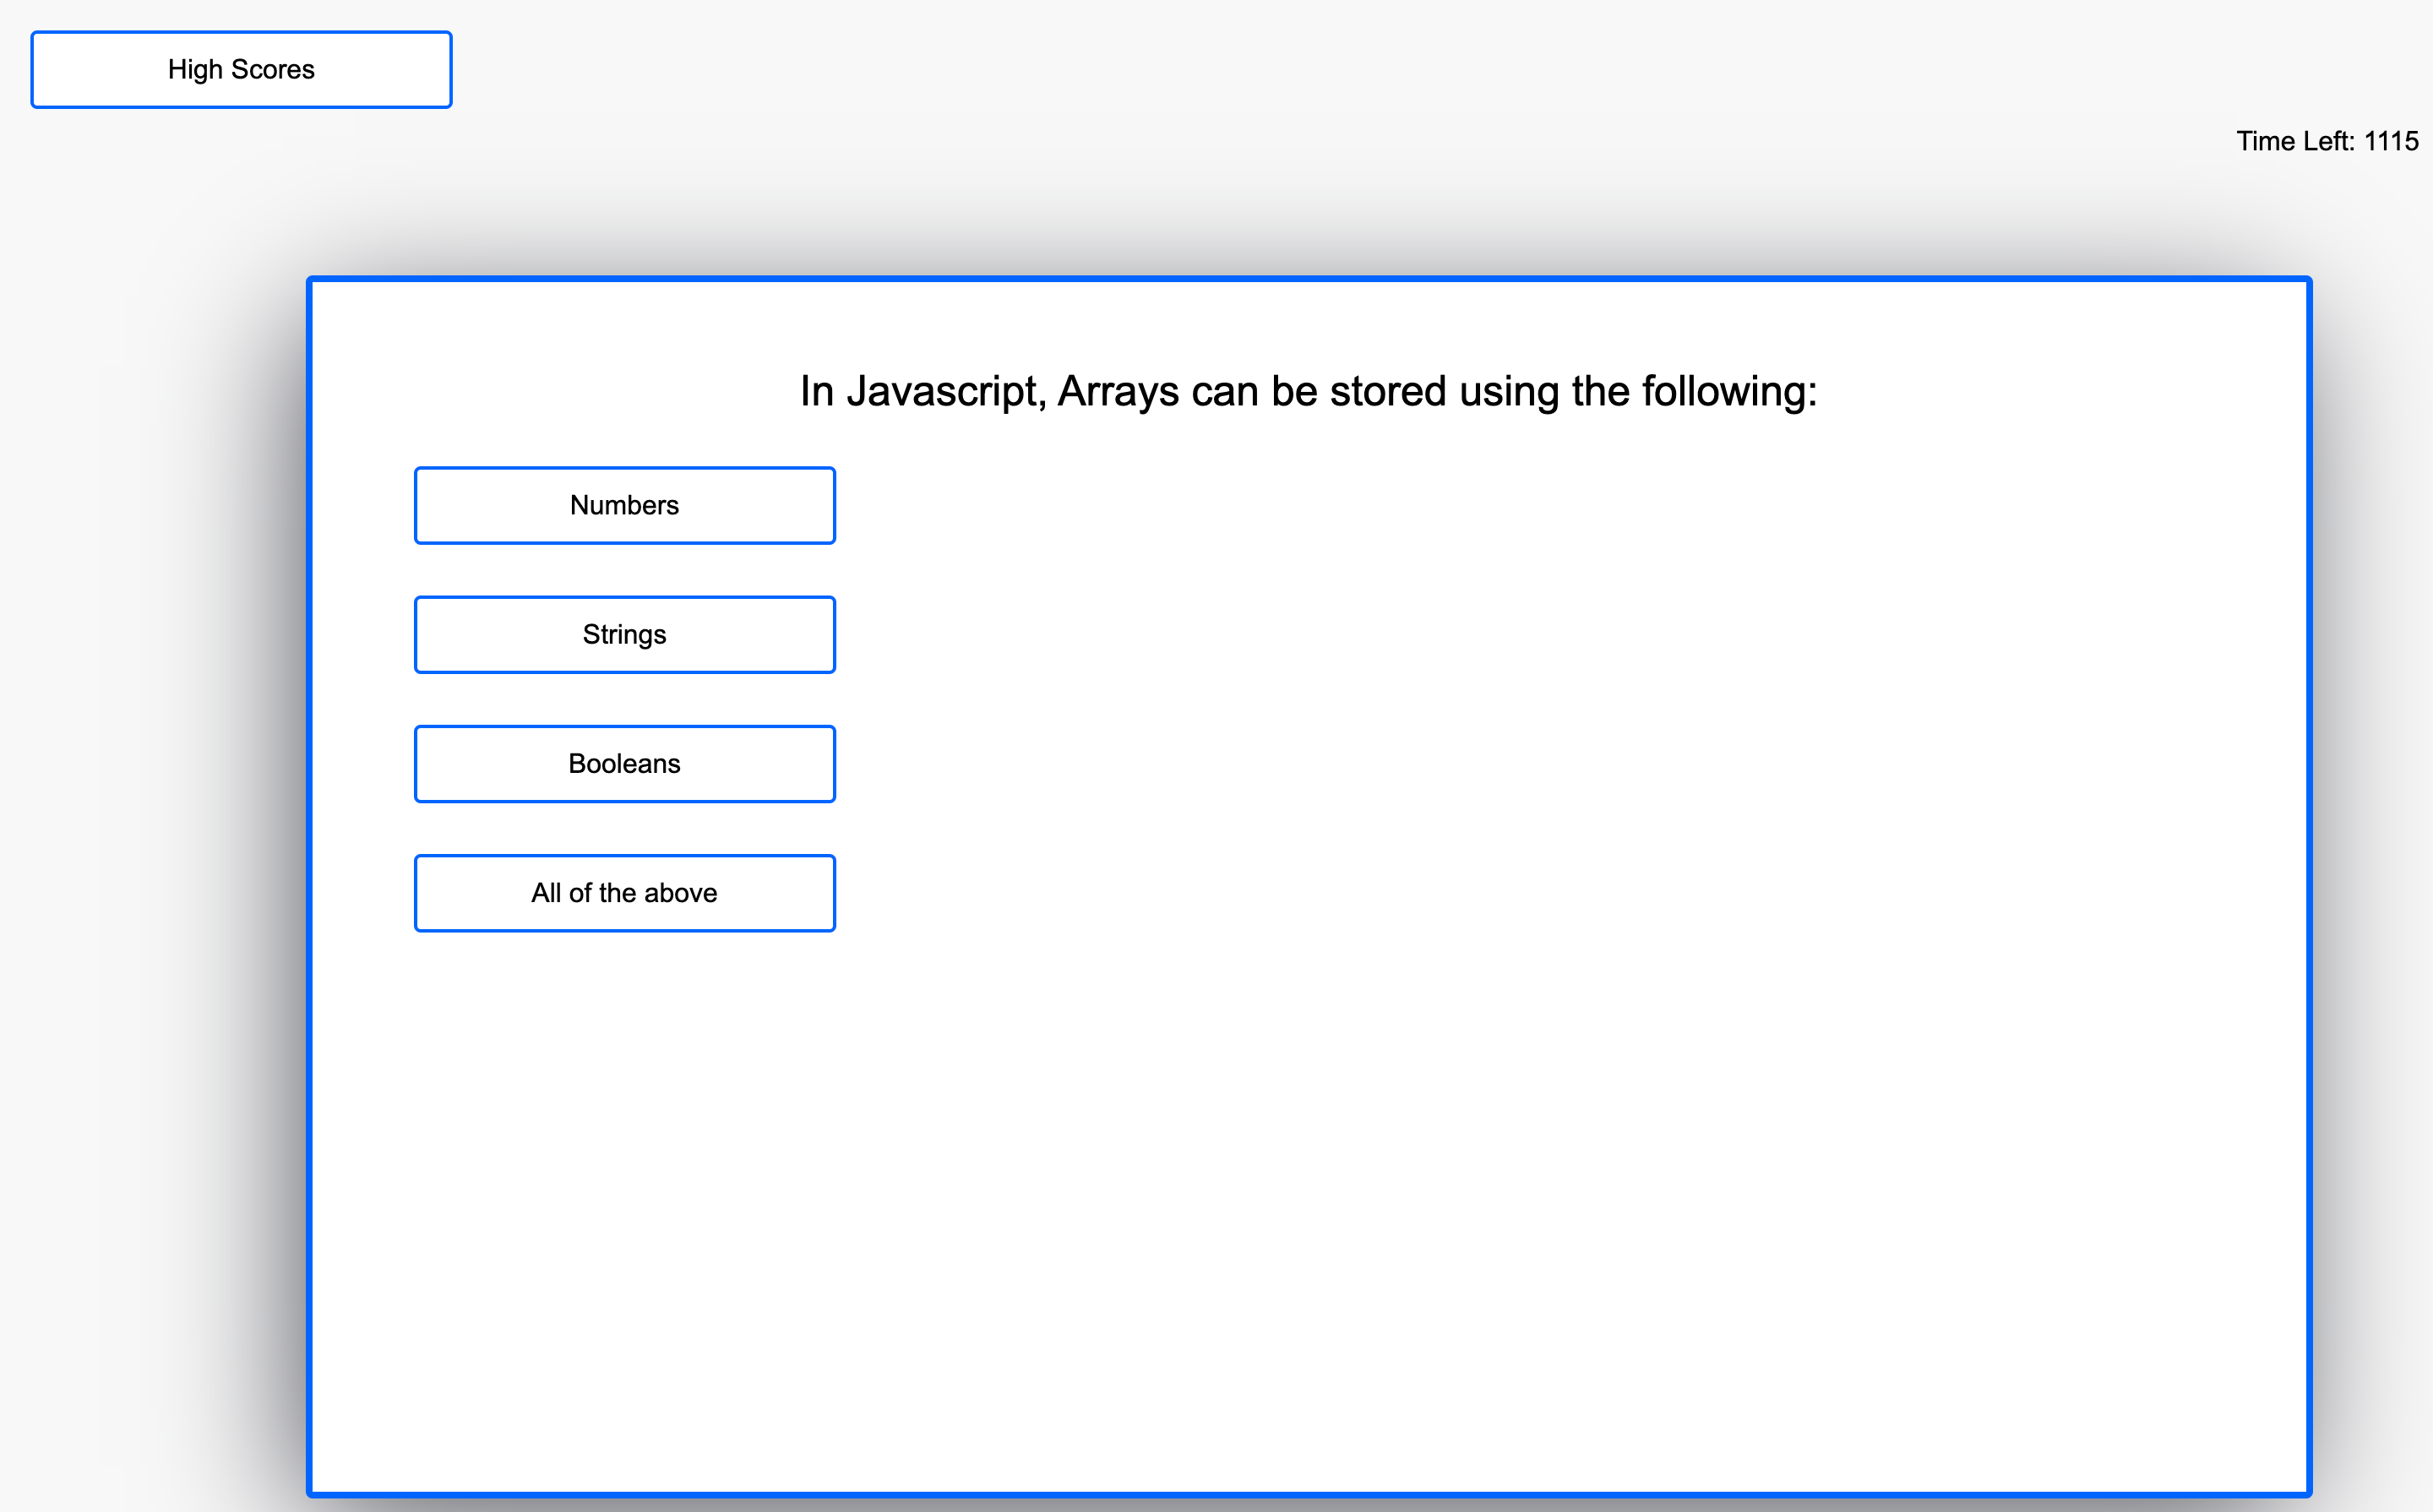 High Scores
Time Left: 1115
In Javascript, Arrays can be stored using the following:
Numbers
Strings
Booleans
All of the above